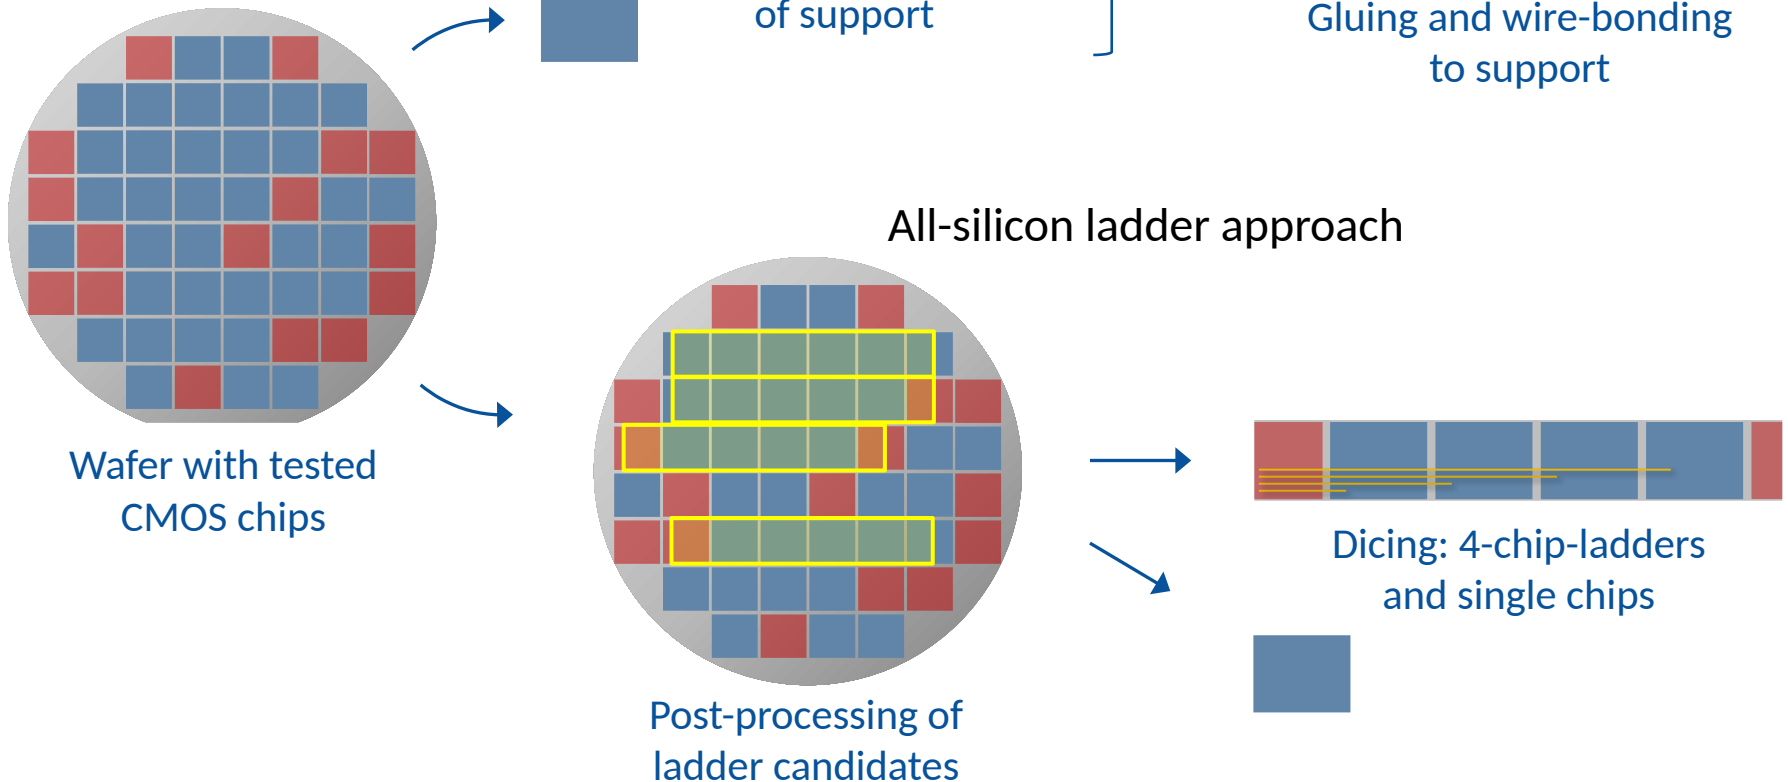 of support
Gluing and wire-bonding
to support
All-silicon ladder approach
Wafer with tested
CMOS chips
Dicing: 4-chip-ladders
and single chips
Post-processing of
ladder candidates